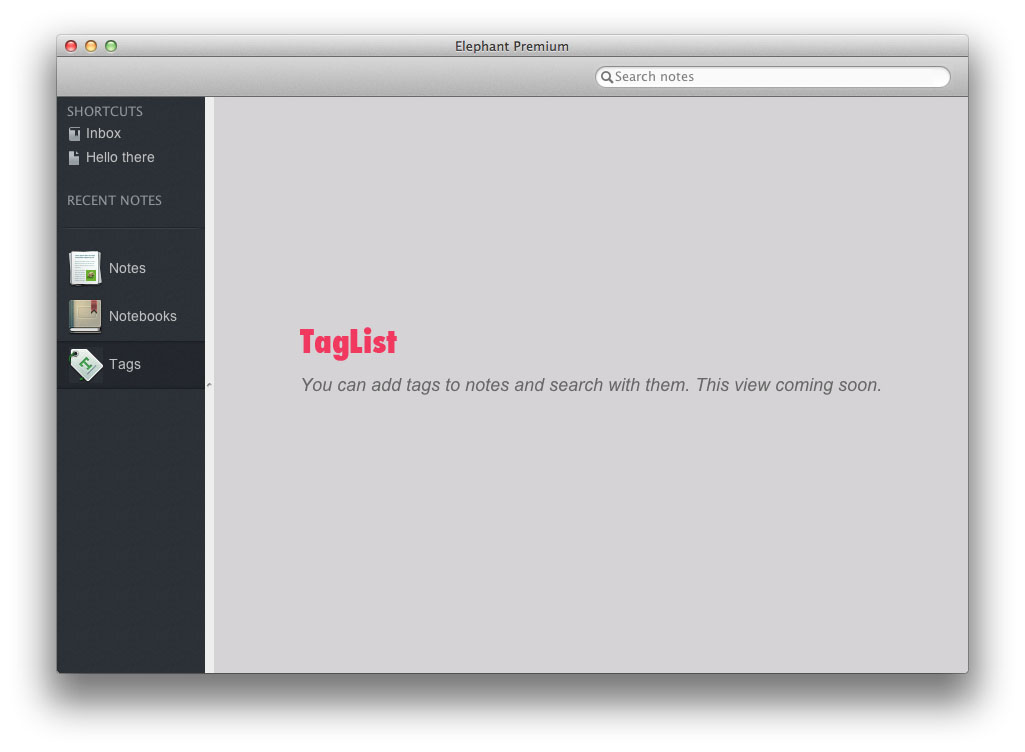 Elephant Premium
Search notes
SHORTCUTS
Inbox
Hello there
RECENT NOTES
Notes
Notebooks
Tags
TagList
You can add tags to notes and search with them. This view coming soon.